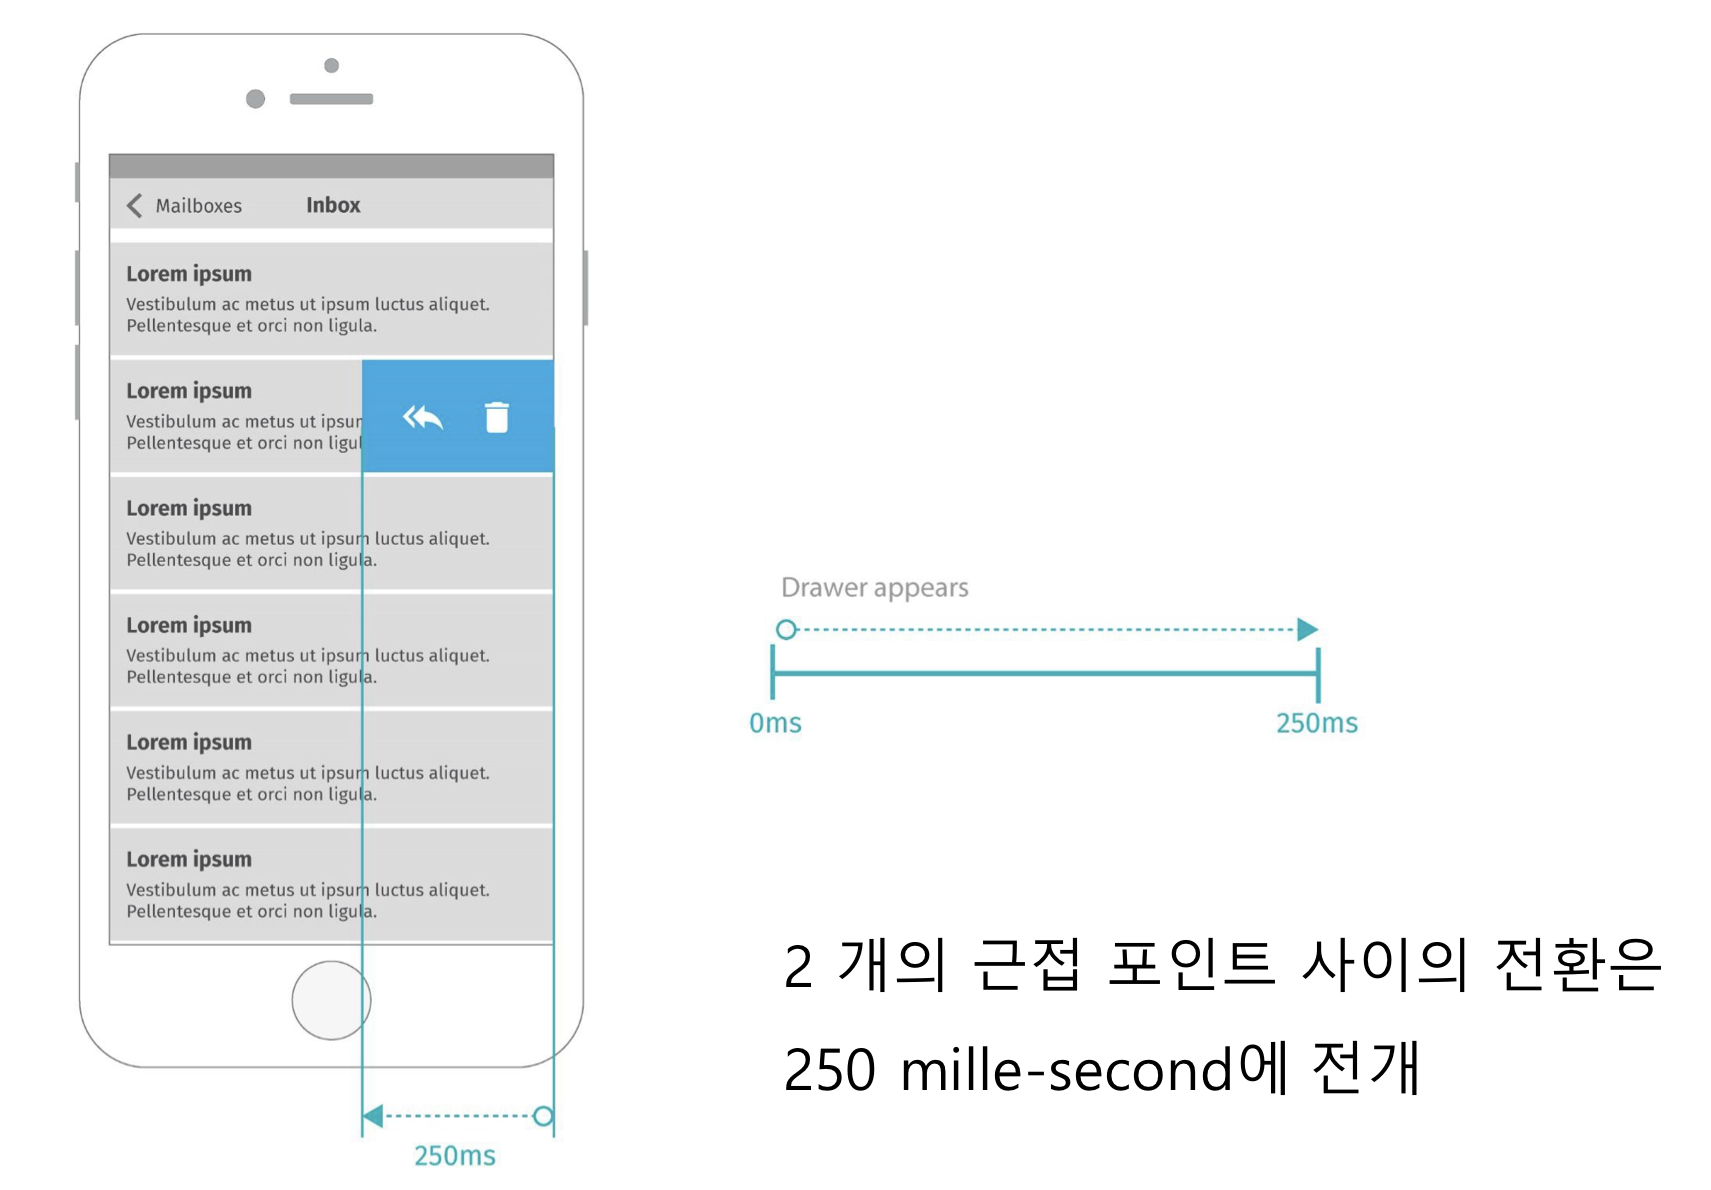 Mailboxes
Inbox
Lorem ipsum
Vestibulum ac metus ut ipsum luctus aliquet.
Pellentesque et orci non ligula.
Lorem ipsum
Vestibulum ac metus ut ipsum
Pellentesque et orci non ligul
Lorem ipsum
Vestibulum ac metus ut ipsum luctus aliquet.
Pellentesque et orci non ligula.
Lorem ipsum
Vestibulum ac metus ut ipsum luctus aliquet.
Pellentesque et orci non ligula.
Lorem ipsum
Vestibulum ac metus ut ipsum luctus aliquet.
Pellentesque et orci non ligula.
Lorem ipsum
Vestibulum ac metus ut ipsum luctus aliquet.
Pellentesque et orci non ligula.
250ms
Drawer appears
0ms
250ms
2 개의 근접 포인트 사이의 전환은
250 mille-second에 전개